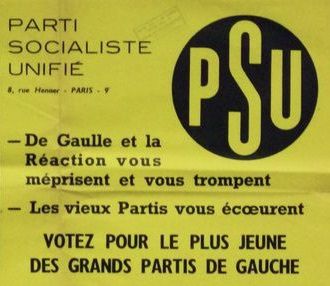 PARTI
SOCIALISTE
UNIFIÉ
8, rue Henner - PARIS - 9
PSU
— De Gaulle et la
Réaction vous
méprisent et vous trompent
— Les vieux Partis vous écœurent
VOTEZ POUR LE PLUS JEUNE
DES GRANDS PARTIS DE GAUCHE